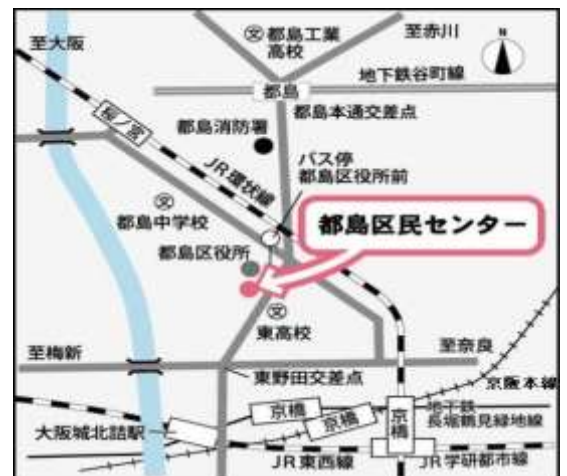 至大阪
㊛都島工業
高校
至赤川
N
地下鉄谷町線
都島
都島本通交差点
桜ノ宮
都島消防署
JR環状線
バス停
都島区役所前
文
都島中学校
都島区民センター
都島区役所
文
東高校
至梅新
至奈良
東野田交差点
京阪本線
京橋
京橋
京橋
地下鉄
長堀鶴見緑地線
大阪城北詰駅
JR東西線
JR学研都市線